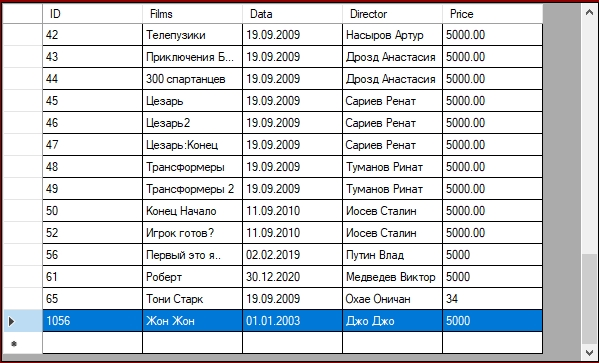 ID Films Data Director Price
42 Телепузики 19.09.2009 Насыров Артур 5000.00
43 Приключения Б... 19.09.2009 Дрозд Анастасия 5000.00
44 300 спартанцев 19.09.2009 Дрозд Анастасия 5000.00
45 Цезарь 19.09.2009 Сариев Ренат 5000.00
46 Цезарь2 19.09.2009 Сариев Ренат 5000.00
47 Цезарь:Конец 19.09.2009 Сариев Ренат 5000.00
48 Трансформеры 19.09.2009 Туманов Ринат 5000.00
49 Трансформеры 2 19.09.2009 Туманов Ринат 5000.00
50 Конец Начало 11.09.2010 Иосев Сталин 5000.00
52 Игрок готов? 11.09.2010 Иосев Сталин 5000.00
56 Первый это я.. 02.02.2019 Путин Влад 5000
61 Роберт 30.12.2020 Медведев Виктор 5000
65 Тони Старк 19.09.2009 Охае Оничан 34
1056 Жон Жон 01.01.2003 Джо Джо 5000